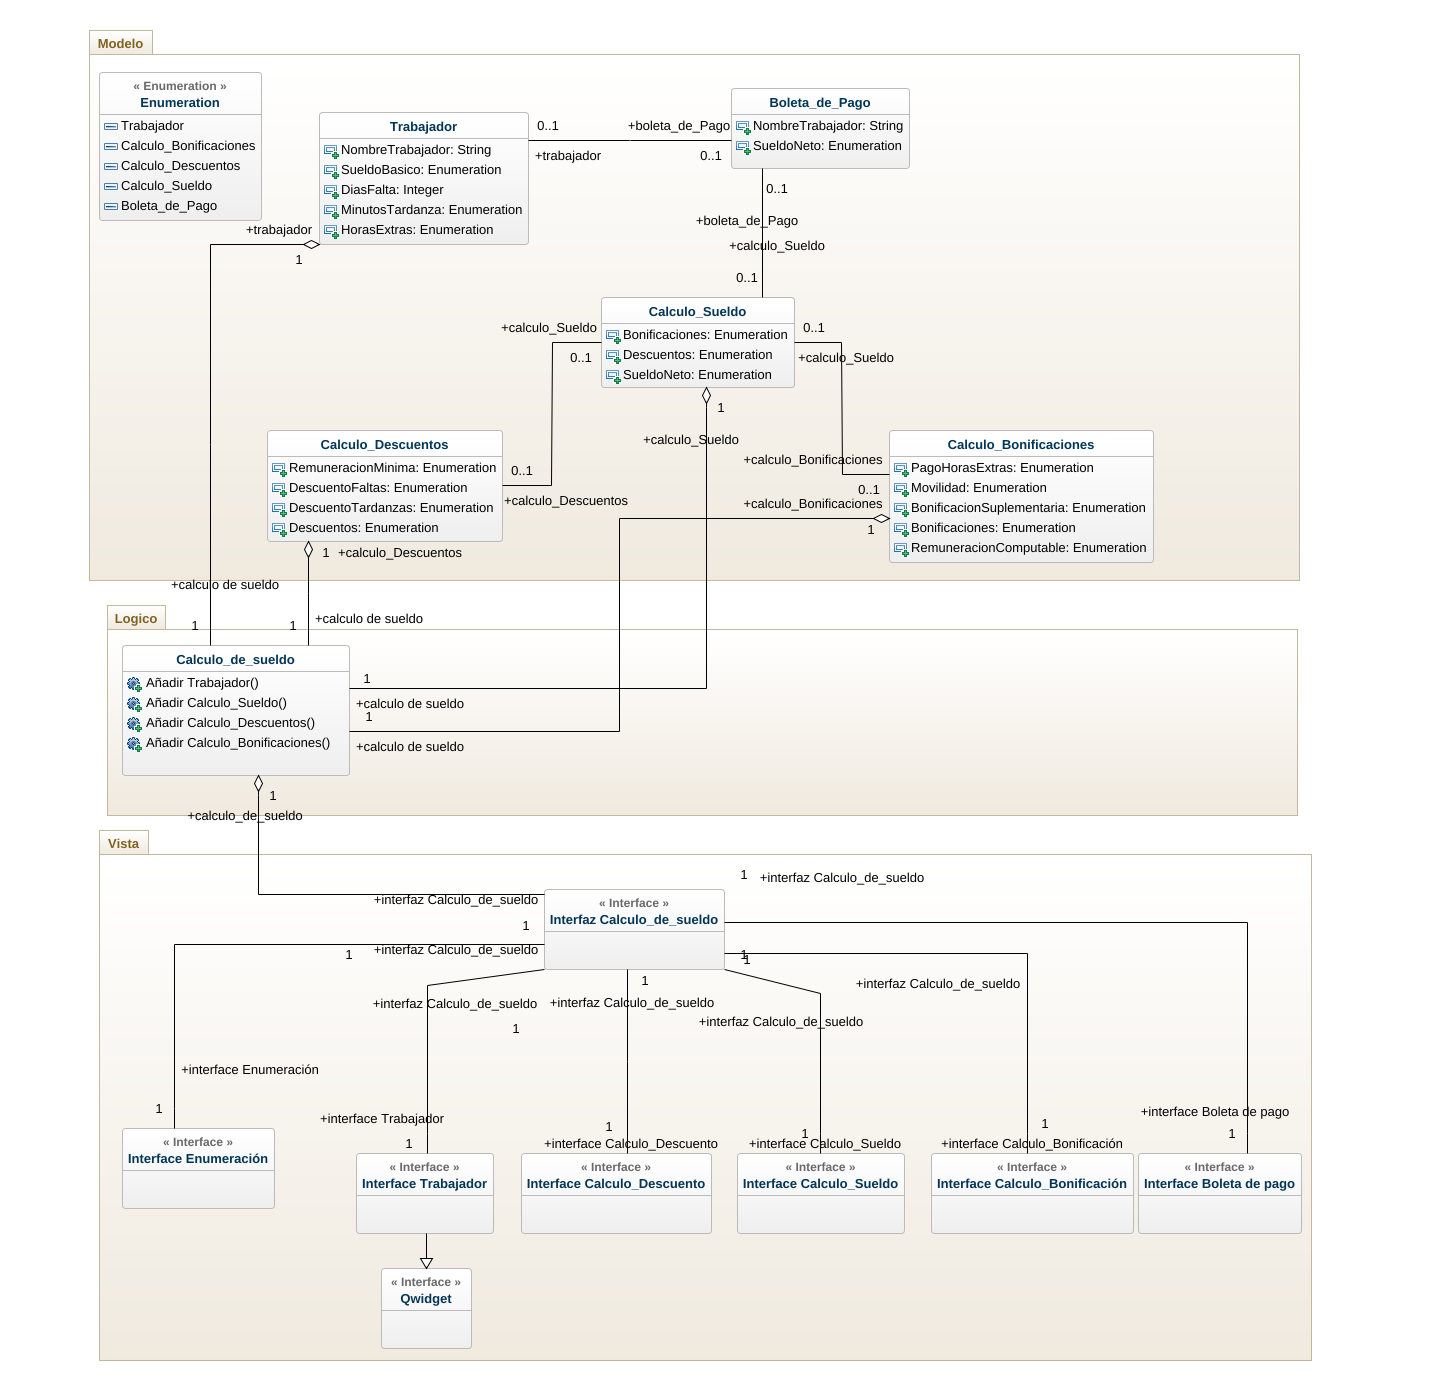 Modelo
« Enumeration »
Enumeration
Trabajador
Calculo_Bonificaciones
Calculo_Descuentos
Calculo_Sueldo
Boleta_de_Pago
Trabajador
NombreTrabajador: String
SueldoBasico: Enumeration
DiasFalta: Integer
MinutosTardanza: Enumeration
HorasExtras: Enumeration
0..1
+trabajador
+boleta_de_Pago
0..1
Boleta_de_Pago
NombreTrabajador: String
SueldoNeto: Enumeration
0..1
+boleta_de_Pago
+calculo_Sueldo
0..1
+trabajador
1
Calculo_Sueldo
Bonificaciones: Enumeration
Descuentos: Enumeration
SueldoNeto: Enumeration
+calculo_Sueldo
0..1
0..1
+calculo_Sueldo
1
+calculo_Sueldo
Calculo_Descuentos
RemuneracionMinima: Enumeration
DescuentoFaltas: Enumeration
DescuentoTardanzas: Enumeration
Descuentos: Enumeration
0..1
+calculo_Descuentos
1
+calculo_Descuentos
+calculo_Bonificaciones
0..1
+calculo_Bonificaciones
1
Calculo_Bonificaciones
PagoHorasExtras: Enumeration
Movilidad: Enumeration
BonificacionSuplementaria: Enumeration
Bonificaciones: Enumeration
RemuneracionComputable: Enumeration
+calculo de sueldo
1
1
+calculo de sueldo
Logico
Calculo_de_sueldo
Añadir Trabajador()
Añadir Calculo_Sueldo()
Añadir Calculo_Descuentos()
Añadir Calculo_Bonificaciones()
1
+calculo de sueldo
1
+calculo de sueldo
1
+calculo_de_sueldo
Vista
1
+interfaz Calculo_de_sueldo
+interfaz Calculo_de_sueldo
1
« Interface »
Interfaz Calculo_de_sueldo
1
+interfaz Calculo_de_sueldo
1
1
1
+interfaz Calculo_de_sueldo
+interfaz Calculo_de_sueldo
+interfaz Calculo_de_sueldo
+interfaz Calculo_de_sueldo
1
+interface Enumeración
1
+interface Trabajador
1
1
+interface Calculo_Descuento
1
+interface Calculo_Sueldo
1
+interface Calculo_Bonificación
+interface Boleta de pago
1
« Interface »
Interface Enumeración
« Interface »
Interface Trabajador
« Interface »
Interface Calculo_Descuento
« Interface »
Interface Calculo_Sueldo
« Interface »
Interface Calculo_Bonificación
« Interface »
Interface Boleta de pago
« Interface »
Qwidget